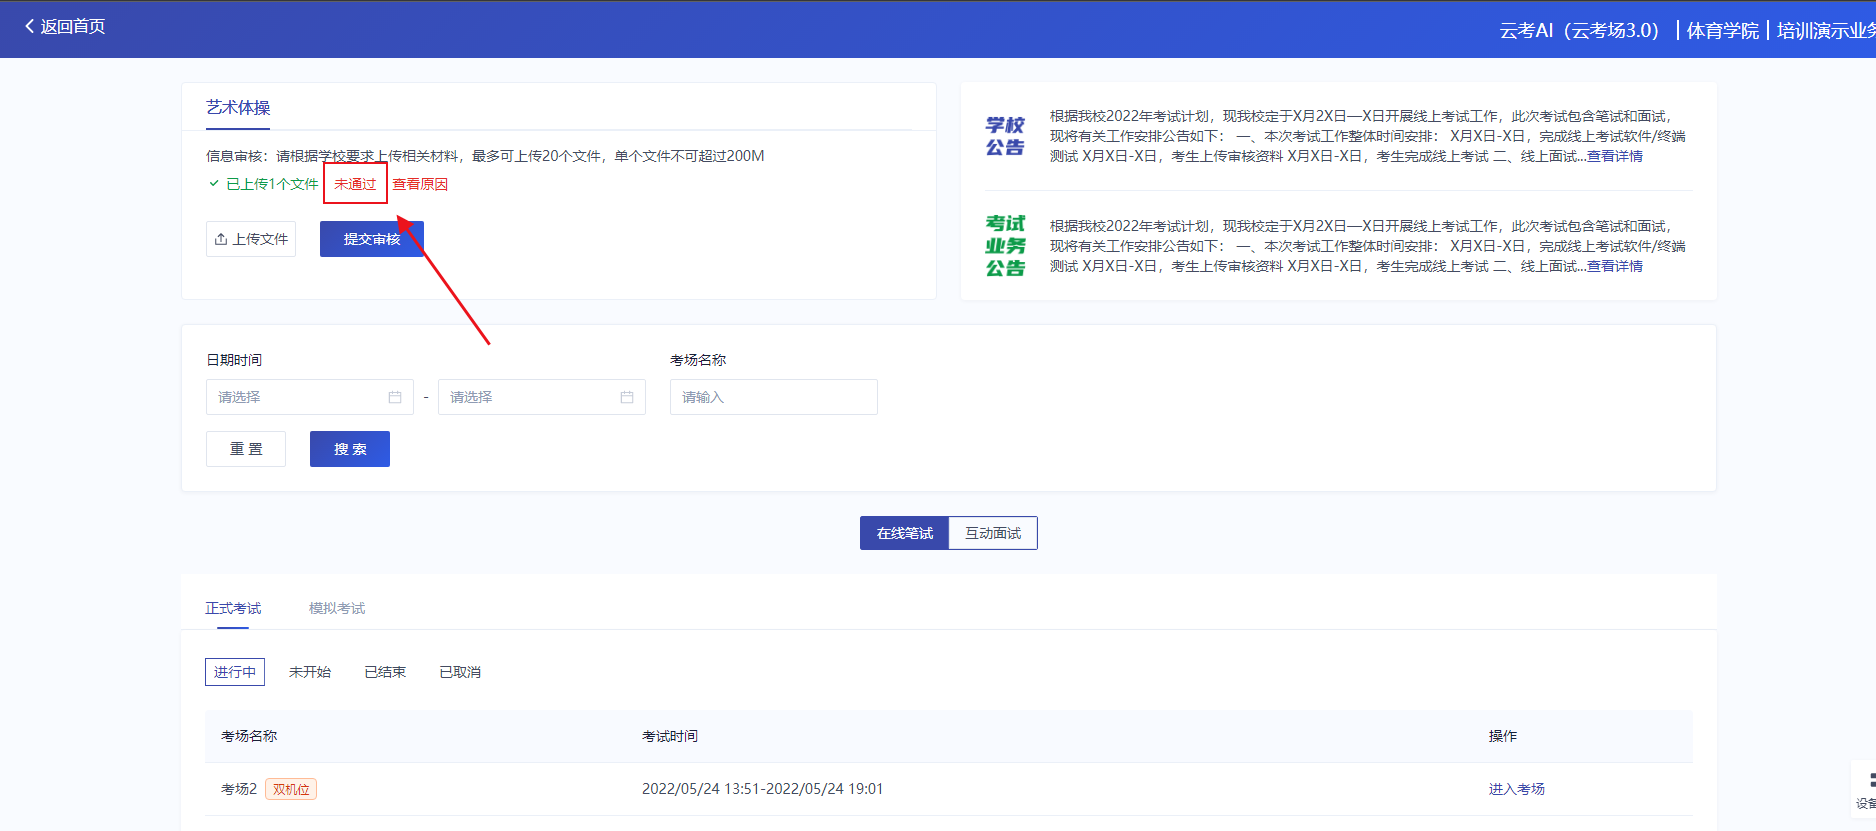 返回首页
云考AI（云考场3.0） | 体育学院 | 培训演示业务
艺术体操
信息审核：请根据学校要求上传相关材料，最多可上传20个文件，单个文件不可超过200M
已上传1个文件 未通过 查看原因
上传文件 提交审核
学校
公告
根据我校2022年考试计划，现我校定于X月2X日—X日开展线上考试工作，此次考试包含笔试和面试，
现将有关工作安排公告如下： 一、本次考试工作整体时间安排： X月X日-X日，完成线上考试软件/终端
测试 X月X日-X日，考生上传审核资料 X月X日-X日，考生完成线上考试 二、线上面试...查看详情
考试
业务
公告
根据我校2022年考试计划，现我校定于X月2X日—X日开展线上考试工作，此次考试包含笔试和面试，
现将有关工作安排公告如下： 一、本次考试工作整体时间安排： X月X日-X日，完成线上考试软件/终端
测试 X月X日-X日，考生上传审核资料 X月X日-X日，考生完成线上考试 二、线上面试...查看详情
日期时间 考场名称
请选择 - 请选择 请输入
重 置 搜 索
在线笔试 互动面试
正式考试 模拟考试
进行中 未开始 已结束 已取消
考场名称 考试时间 操作
考场2 双机位 2022/05/24 13:51-2022/05/24 19:01 进入考场
设备